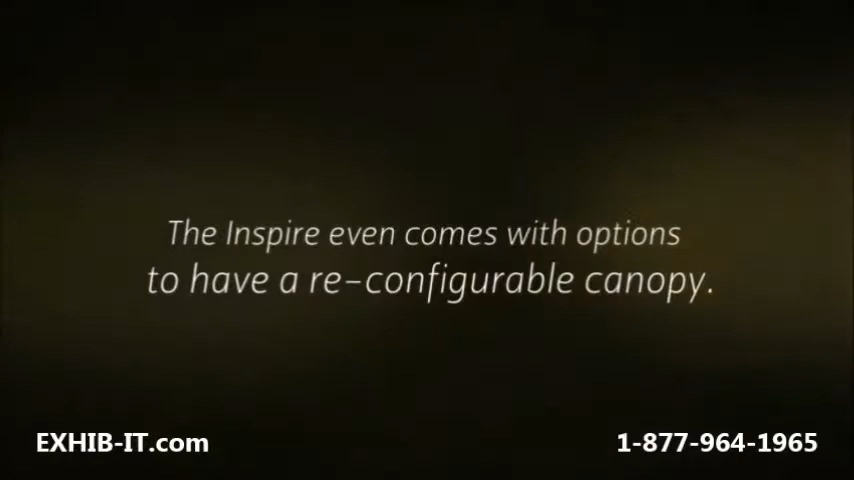 The Inspire even comes with options
to have a re-configurable canopy.
EXHIB-IT.com
1-877-964-1965